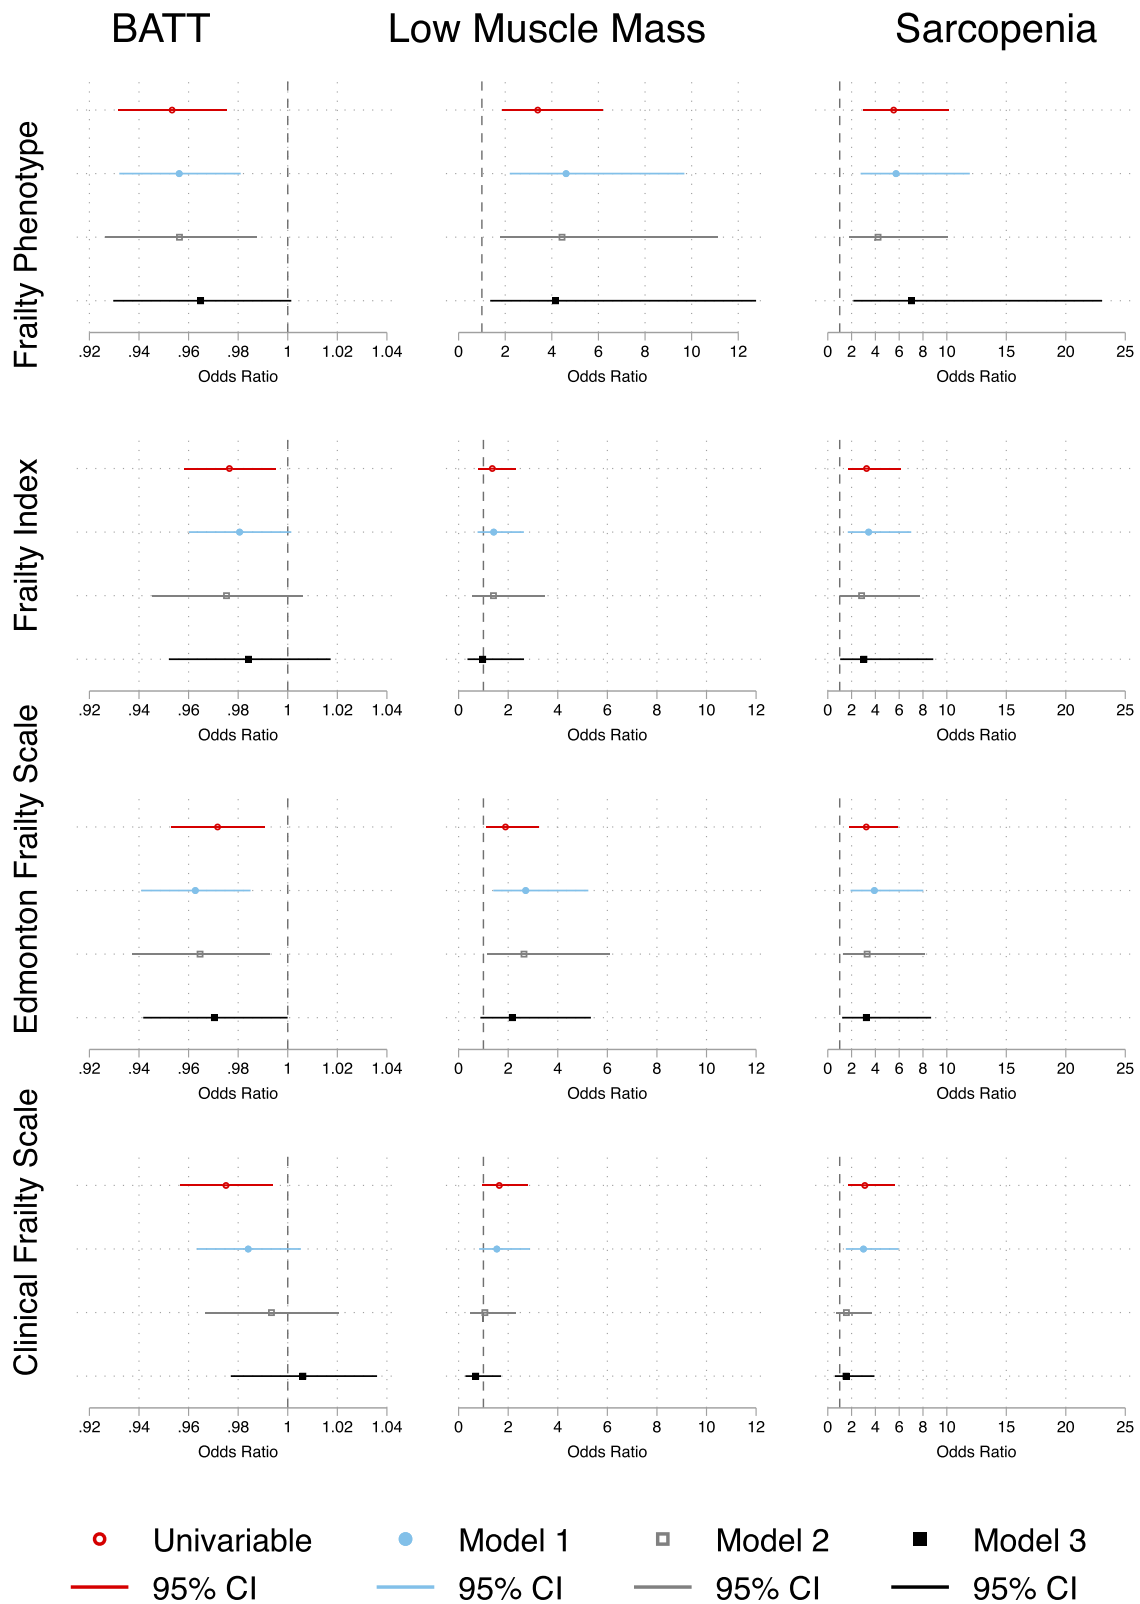 BATT Low Muscle Mass Sarcopenia
Frailty Phenotype
.92 .94 .96 .98 1 1.02 1.04
Odds Ratio
0 2 4 6 8 10 12
Odds Ratio
0 2 4 6 8 10 15 20 25
Odds Ratio
Frailty Index
.92 .94 .96 .98 1 1.02 1.04
Odds Ratio
0 2 4 6 8 10 12
Odds Ratio
0 2 4 6 8 10 15 20 25
Odds Ratio
Edmonton Frailty Scale
.92 .94 .96 .98 1 1.02 1.04
Odds Ratio
0 2 4 6 8 10 12
Odds Ratio
0 2 4 6 8 10 15 20 25
Odds Ratio
Clinical Frailty Scale
.92 .94 .96 .98 1 1.02 1.04
Odds Ratio
0 2 4 6 8 10 12
Odds Ratio
0 2 4 6 8 10 15 20 25
Odds Ratio
Univariable Model 1 Model 2 Model 3
95% CI 95% CI 95% CI 95% CI